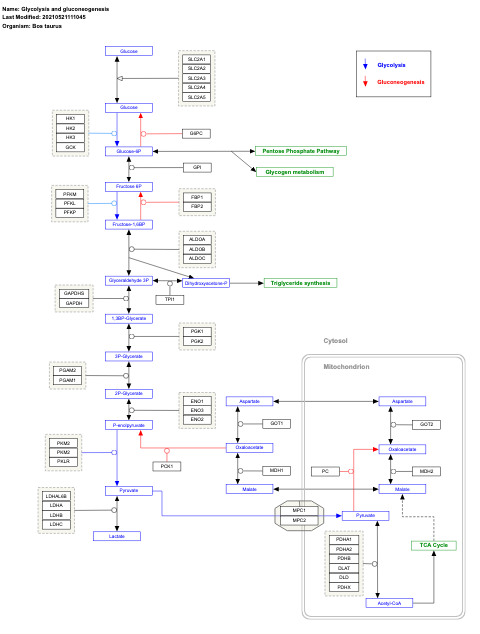 Name: Glycolysis and gluconeogenesis
Last Modified: 20210521111045
Organism: Bos taurus
Glucose
SLC2A1
SLC2A2
SLC2A3
SLC2A4
SLC2A5
Glycolysis
Gluconeogenesis
Glucose
HK1
HK2
HK3
GCK
G6PC
Glucose-6P
Pentose Phosphate Pathway
GPI
Glycogen metabolism
Fructose 6P
PFKM
PFKL
PFKP
FBP1
FBP2
Fructose-1,6BP
ALDOA
ALDOB
ALDOC
Glyceraldehyde 3P
Dihydroxyacetone-P
Triglyceride synthesis
TPI1
GAPDHS
GAPDH
1,3BP-Glycerate
PGK1
PGK2
Cytosol
3P-Glycerate
Mitochondrion
PGAM2
PGAM1
2P-Glycerate
ENO1
ENO3
ENO2
Aspartate
Aspartate
P-enolpyruvate
GOT1
GOT2
PKM2
PKM2
PKLR
Oxaloacetate
Oxaloacetate
PCK1
MDH1
PC
MDH2
Pyruvate
Malate
Malate
LDHAL6B
LDHA
LDHB
LDHC
MPC1
MPC2
Pyruvate
Lactate
PDHA1
PDHA2
PDHB
DLAT
DLD
PDHX
TCA Cycle
Acetyl-CoA